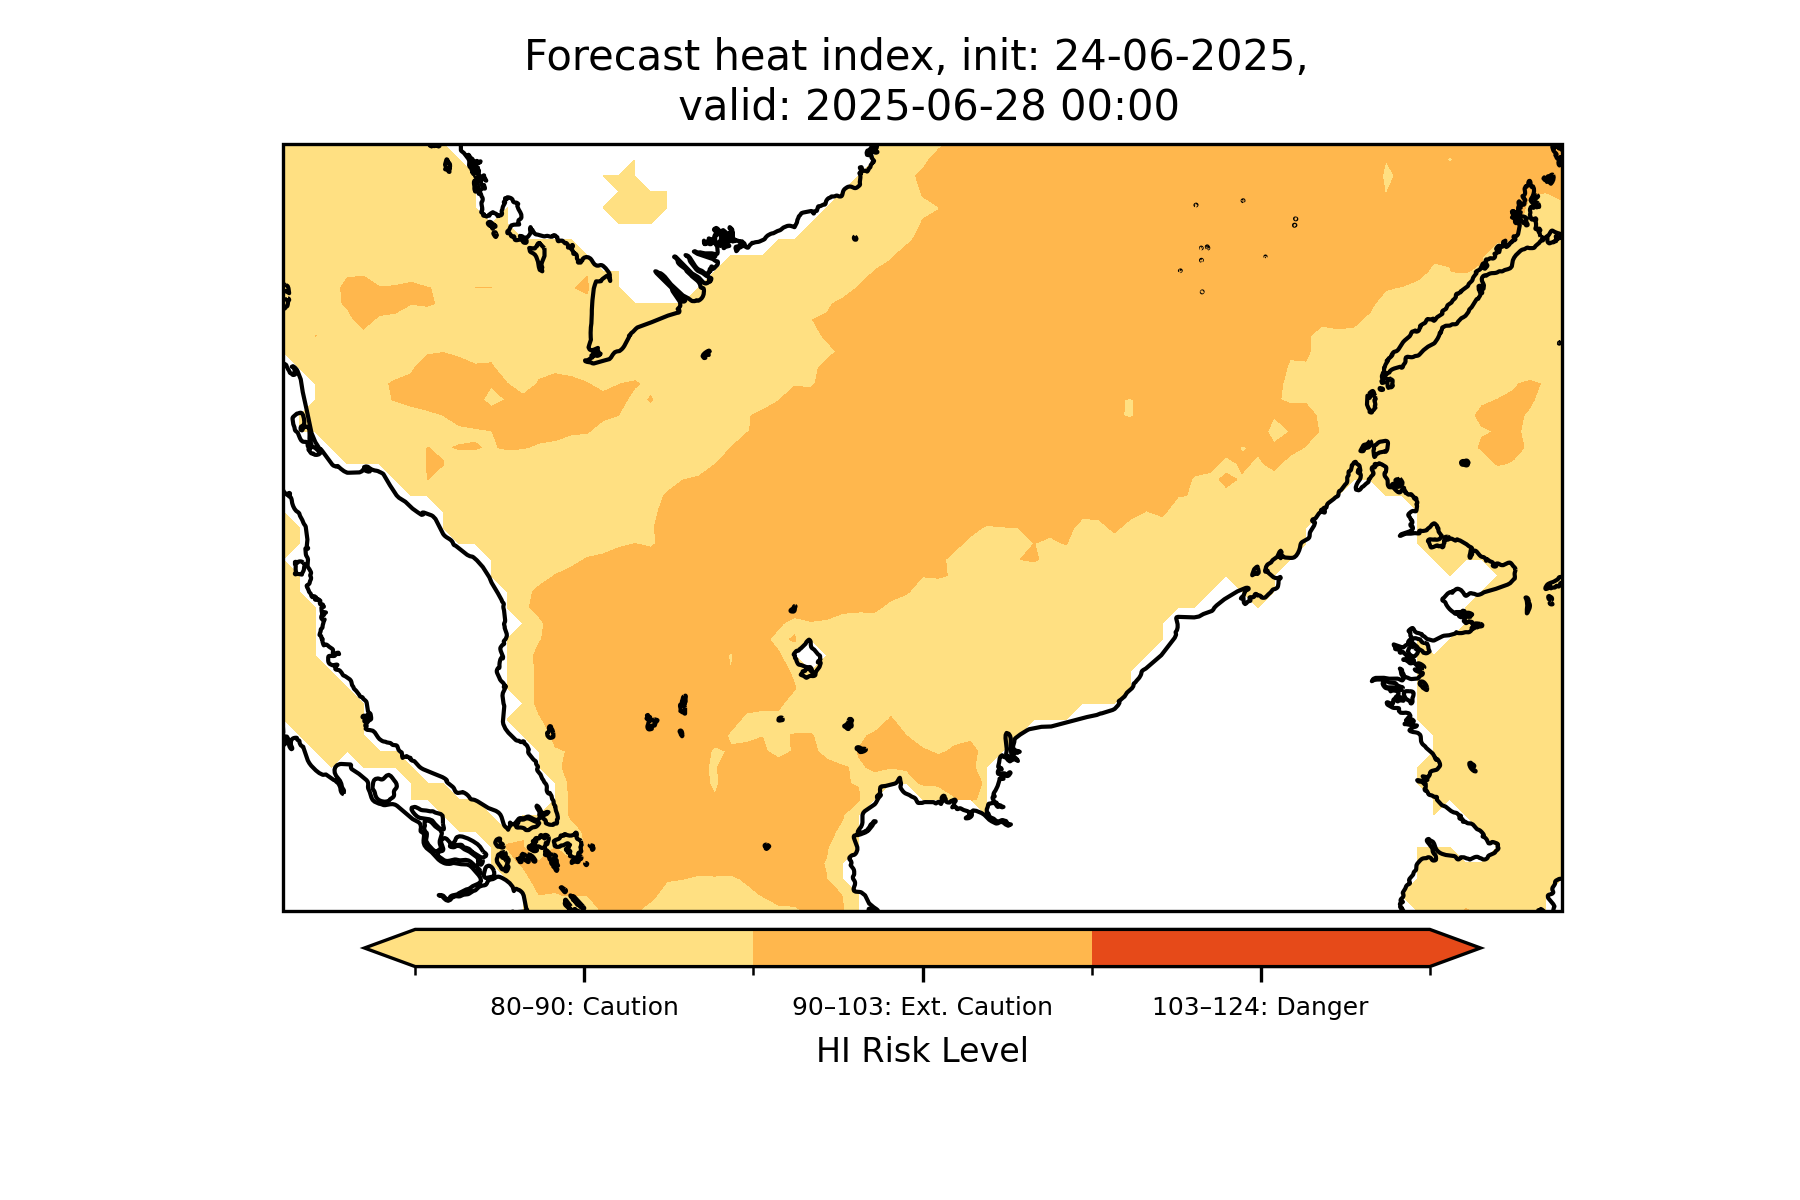 Forecast heat index, init: 24-06-2025,
valid: 2025-06-28 00:00
80–90: Caution
90–103: Ext. Caution
103–124: Danger
HI Risk Level